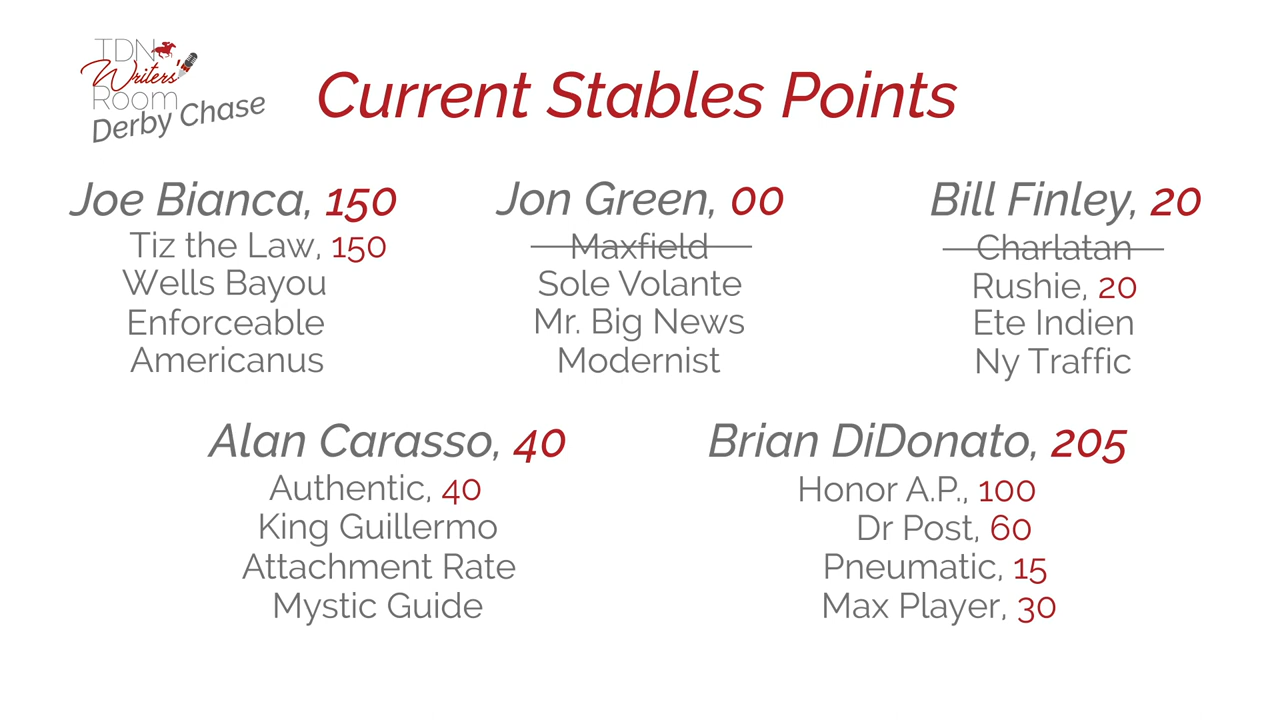 TDN
Writers'
Room
Derby Chase
Current Stables Points
Joe Bianca, 150
Tiz the Law, 150
Wells Bayou
Enforceable
Americanus
Jon Green, 00
Maxfield
Sole Volante
Mr. Big News
Modernist
Bill Finley, 20
Charlatan
Rushie, 20
Ete Indien
Ny Traffic
Alan Carasso, 40
Authentic, 40
King Guillermo
Attachment Rate
Mystic Guide
Brian DiDonato, 205
Honor A.P., 100
Dr Post, 60
Pneumatic, 15
Max Player, 30